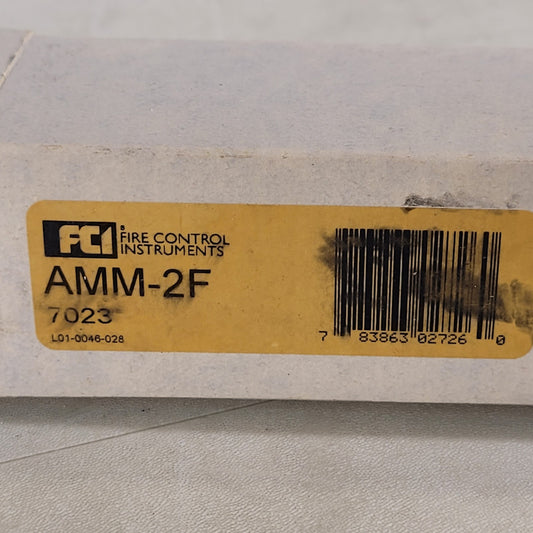 FCI ® FIRE CONTROL
INSTRUMENTS
AMM-2F
7023
L01-0046-028
7 83863 02726 0